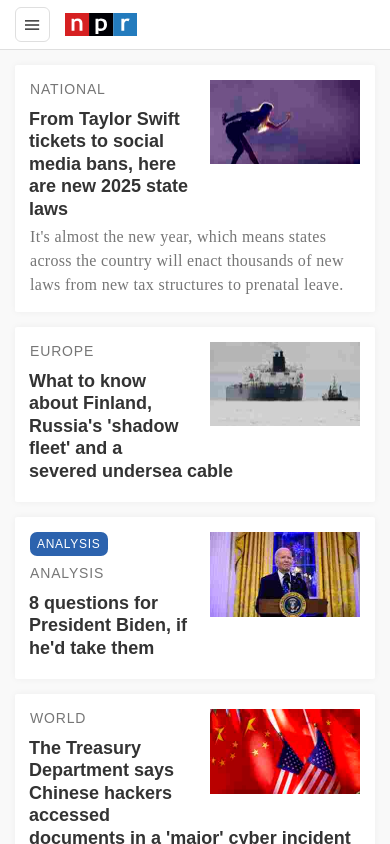 npr
NATIONAL
From Taylor Swift
tickets to social
media bans, here
are new 2025 state
laws
It's almost the new year, which means states
across the country will enact thousands of new
laws from new tax structures to prenatal leave.
EUROPE
What to know
about Finland,
Russia's 'shadow
fleet' and a
severed undersea cable
ANALYSIS
ANALYSIS
8 questions for
President Biden, if
he'd take them
WORLD
The Treasury
Department says
Chinese hackers
accessed
documents in a 'major' cyber incident